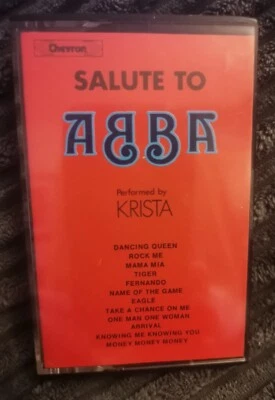 Chevron
SALUTE TO
ABBA
Performed by
KRISTA
DANCING QUEEN
ROCK ME
MAMA MIA
TIGER
FERNANDO
NAME OF THE GAME
EAGLE
TAKE A CHANCE ON ME
ONE MAN ONE WOMAN
ARRIVAL
KNOWING ME KNOWING YOU
MONEY MONEY MONEY